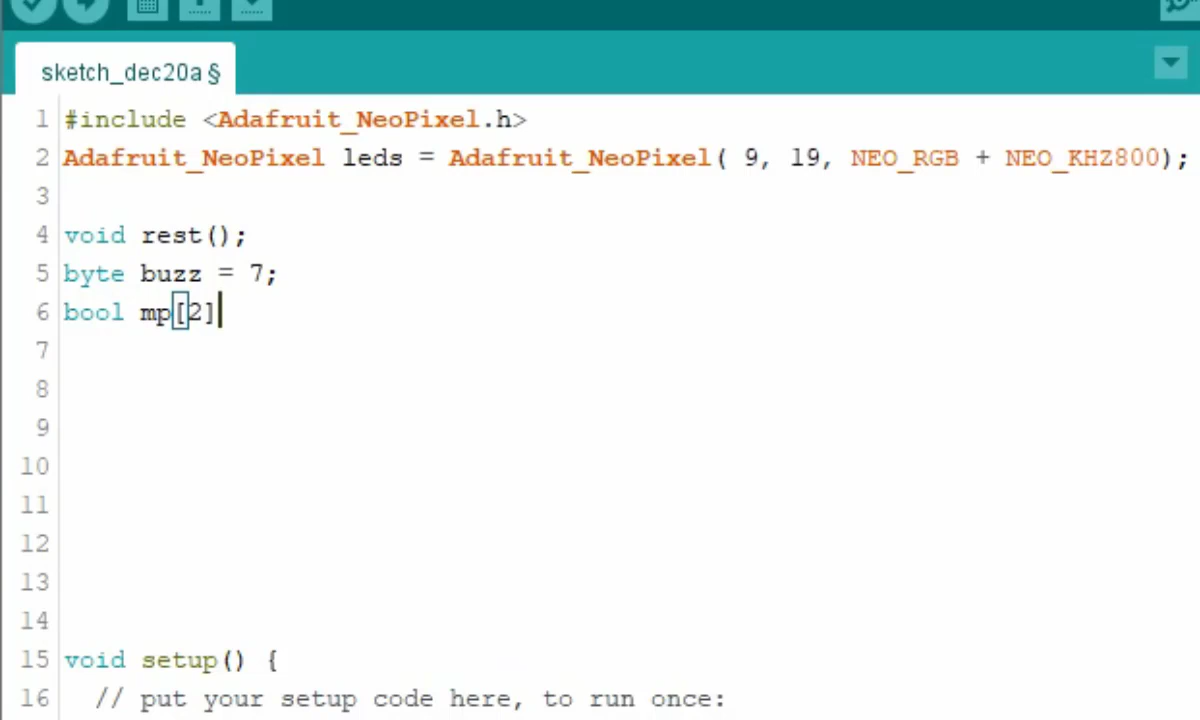 sketch_dec20a §
1 #include <Adafruit_NeoPixel.h>
2 Adafruit_NeoPixel leds = Adafruit_NeoPixel( 9, 19, NEO_RGB + NEO_KHZ800);
3
4 void rest();
5 byte buzz = 7;
6 bool mp[2]
7
8
9
10
11
12
13
14
15 void setup() {
16 // put your setup code here, to run once: